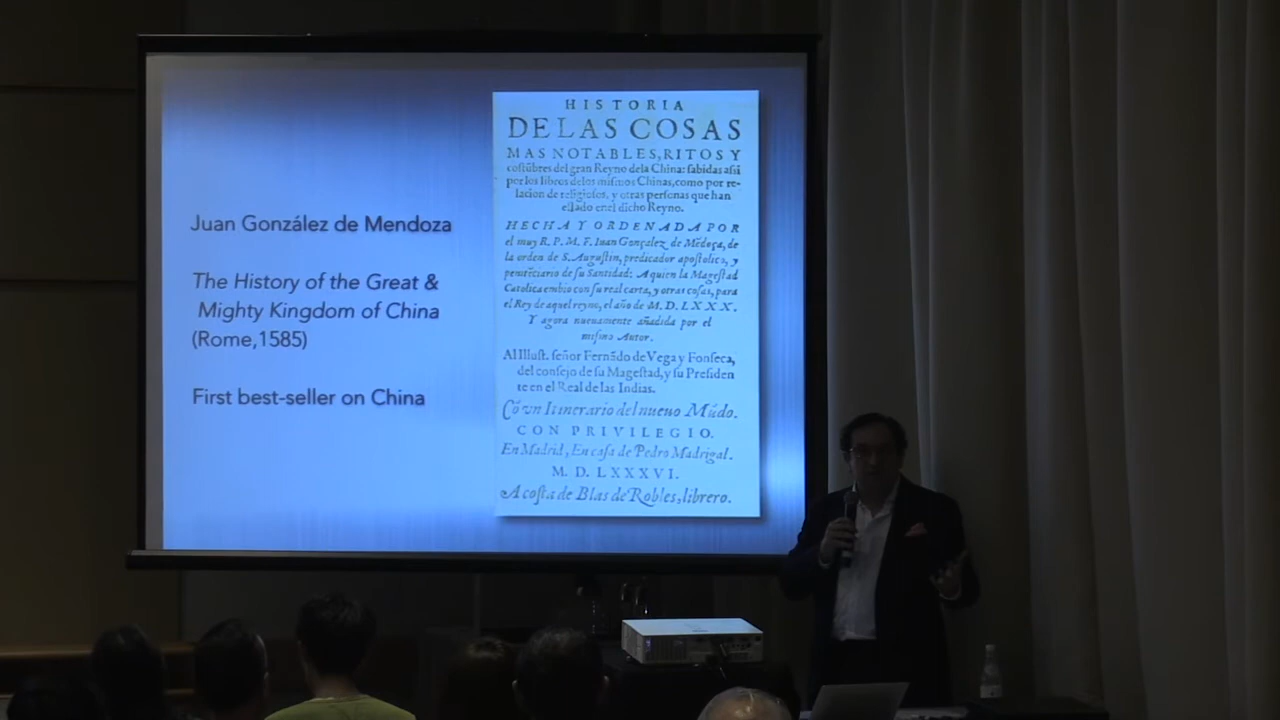 Juan González de Mendoza
The History of the Great &
Mighty Kingdom of China
(Rome,1585)
First best-seller on China
HISTORIA
DE LAS COSAS
MAS NOTABLES, RITOS Y
costũbres del gran Reyno dela China: sabidas assi
por los libros delos mismos Chinas, como por re-
lacion de religiosos, y otras personas que han
estado en el dicho Reyno.
HECHA Y ORDENADA POR
el muy R. P. M. F. Iuan Gonçalez de Mẽdoça, de
la orden de S. Augustin, predicador apostolico, y
penitẽciario de su Santidad: A quien la Magestad
Catolica embio con su real carta, y otras cosas, para
el Rey de aquel reyno, el año de M. D. LXXX.
Y agora nueuamente añadida por el
mismo Autor.
Al Illust. señor Fernãdo de Vega y Fonseca,
del consejo de su Magestad, y su Presiden
te en el Real de las Indias.
Cõ vn Itinerario del nueuo Mũdo.
CON PRIVILEGIO.
En Madrid, En casa de Pedro Madrigal.
M. D. LXXXVI.
A costa de Blas de Robles, librero.